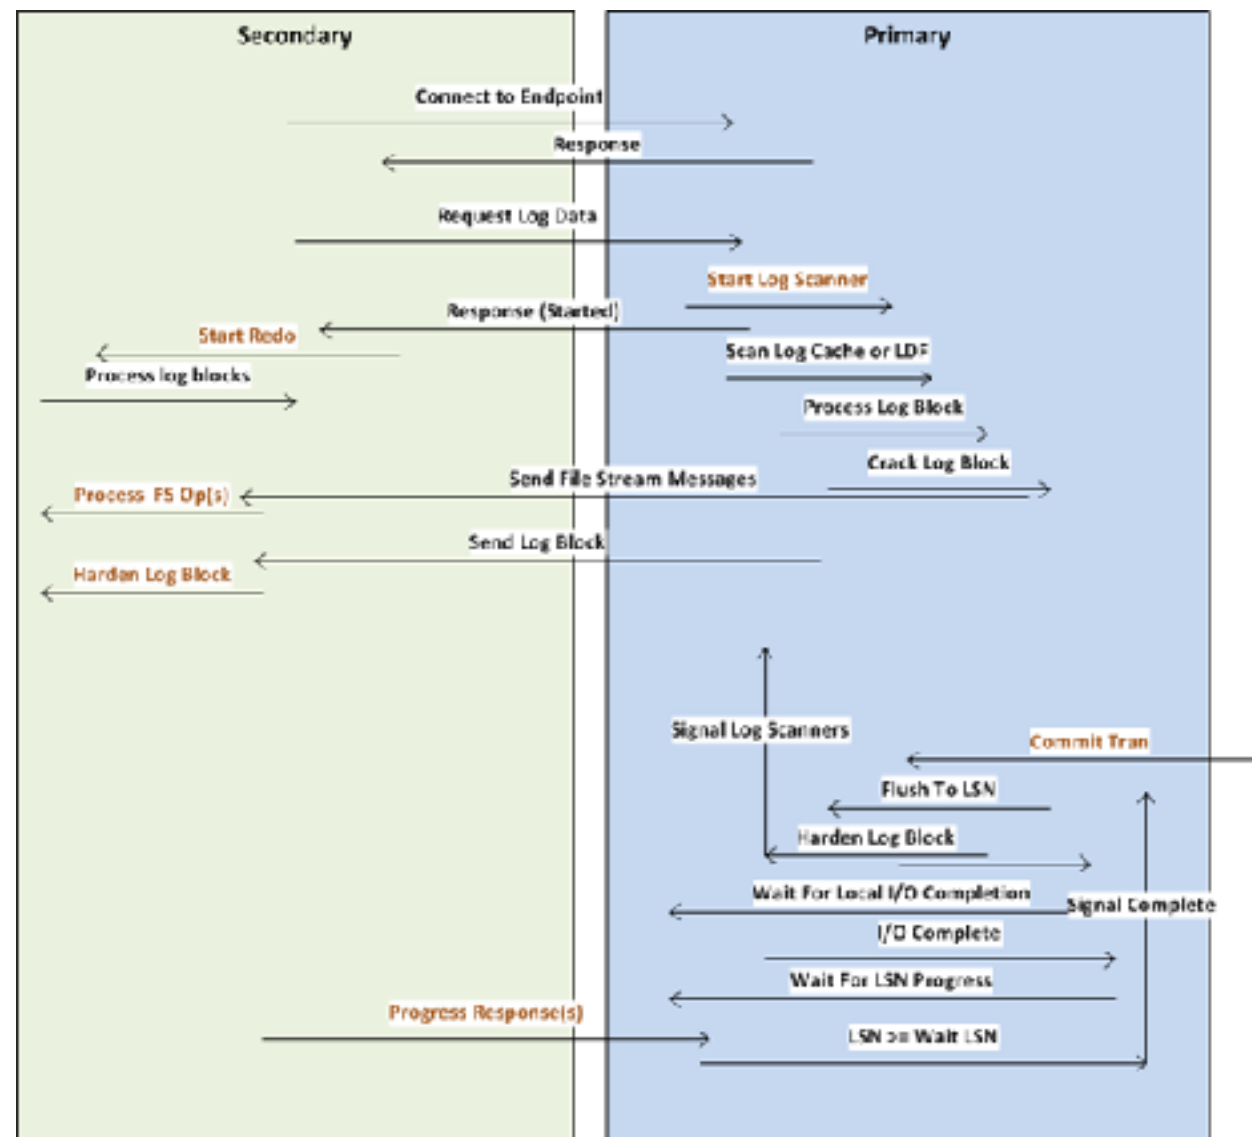 Secondary
Primary
Connect to Endpoint
Response
Request Log Data
Start Log Scanner
Response (Started)
Start Redo
Scan Log Cache or LDF
Process log blocks
Process Log Block
Crack Log Block
Send File Stream Messages
Process FS Op(s)
Send Log Block
Harden Log Block
Signal Log Scanners
Commit Tran
Flush To LSN
Harden Log Block
Wait For Local I/O Completion
Signal Complete
I/O Complete
Wait For LSN Progress
Progress Response(s)
LSN >= Wait LSN